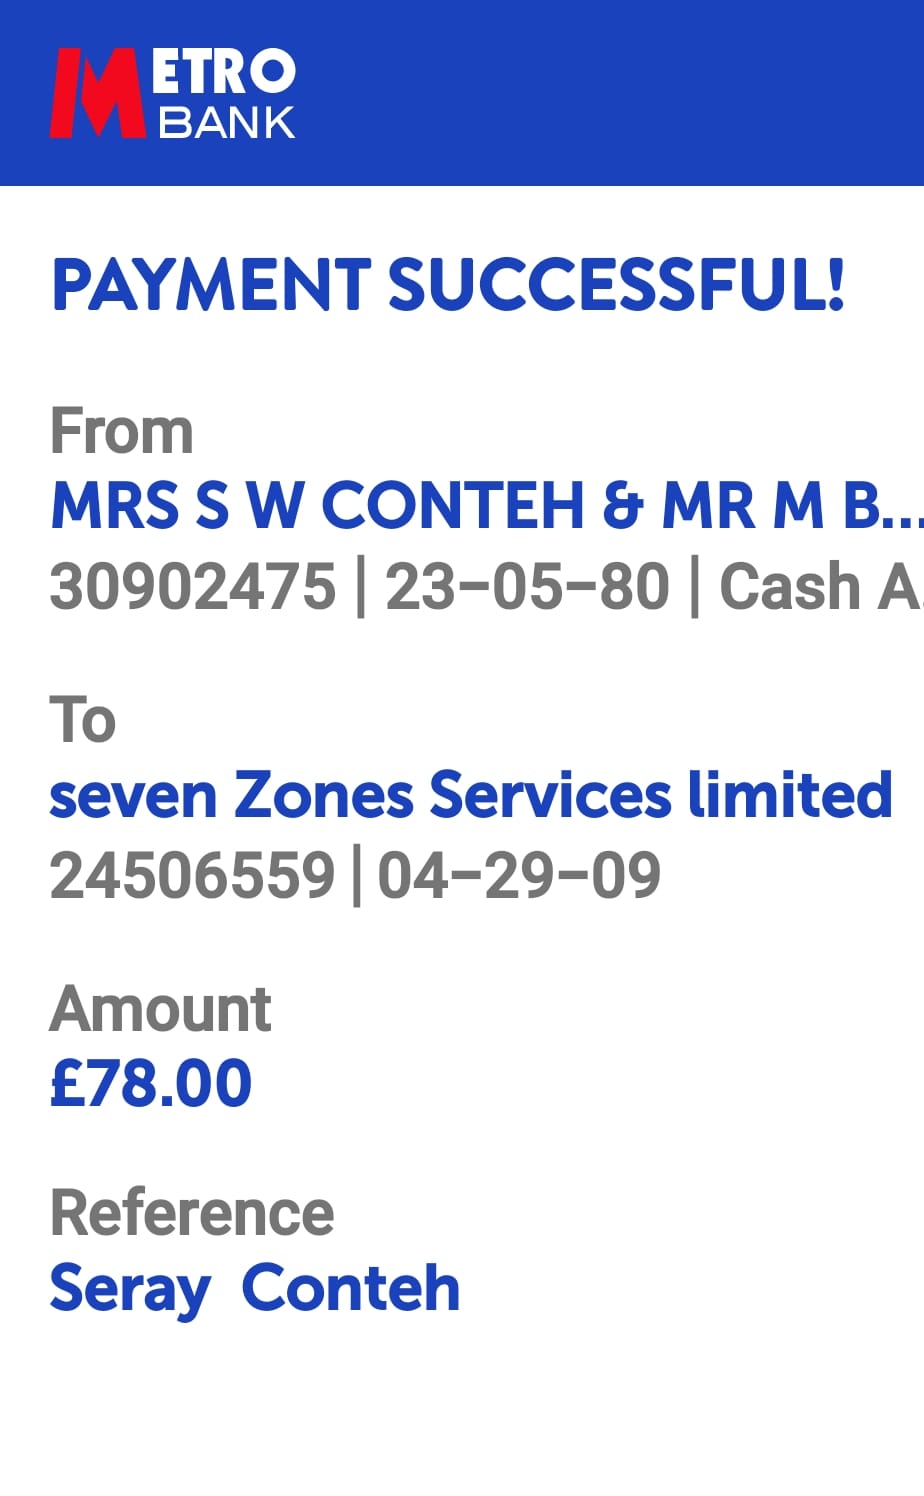 METRO
BANK
PAYMENT SUCCESSFUL!
From
MRS S W CONTEH & MR M B...
30902475 | 23-05-80 | Cash A
To
seven Zones Services limited
24506559 | 04-29-09
Amount
£78.00
Reference
Seray Conteh